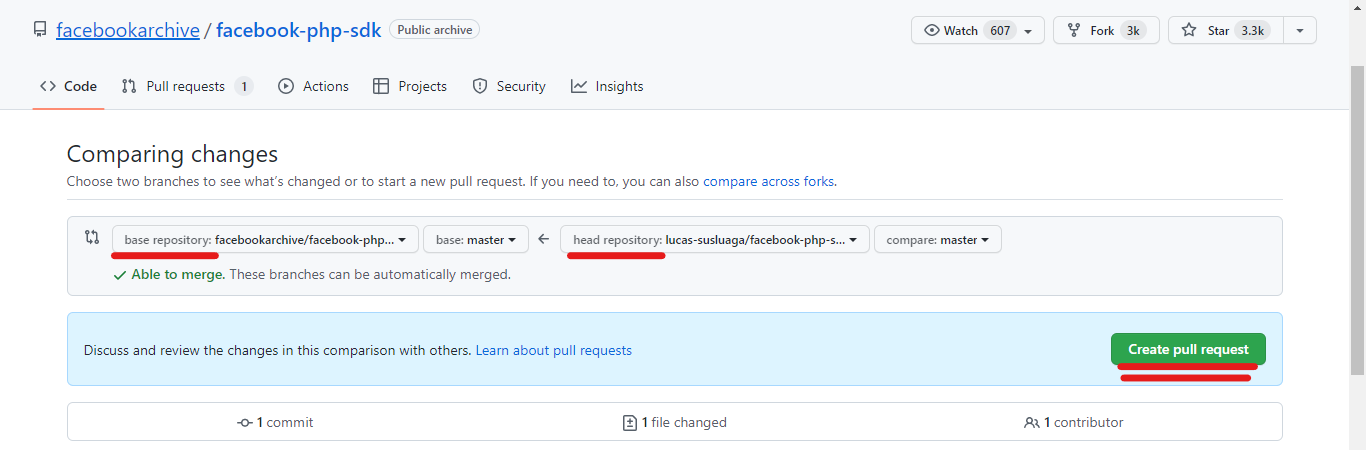 facebookarchive / facebook-php-sdk Public archive Watch 607 Fork 3k Star 3.3k
Code Pull requests 1 Actions Projects Security Insights
Comparing changes
Choose two branches to see what's changed or to start a new pull request. If you need to, you can also compare across forks.
base repository: facebookarchive/facebook-php... base: master head repository: lucas-susluaga/facebook-php-s... compare: master
Able to merge. These branches can be automatically merged.
Discuss and review the changes in this comparison with others. Learn about pull requests Create pull request
1 commit 1 file changed 1 contributor